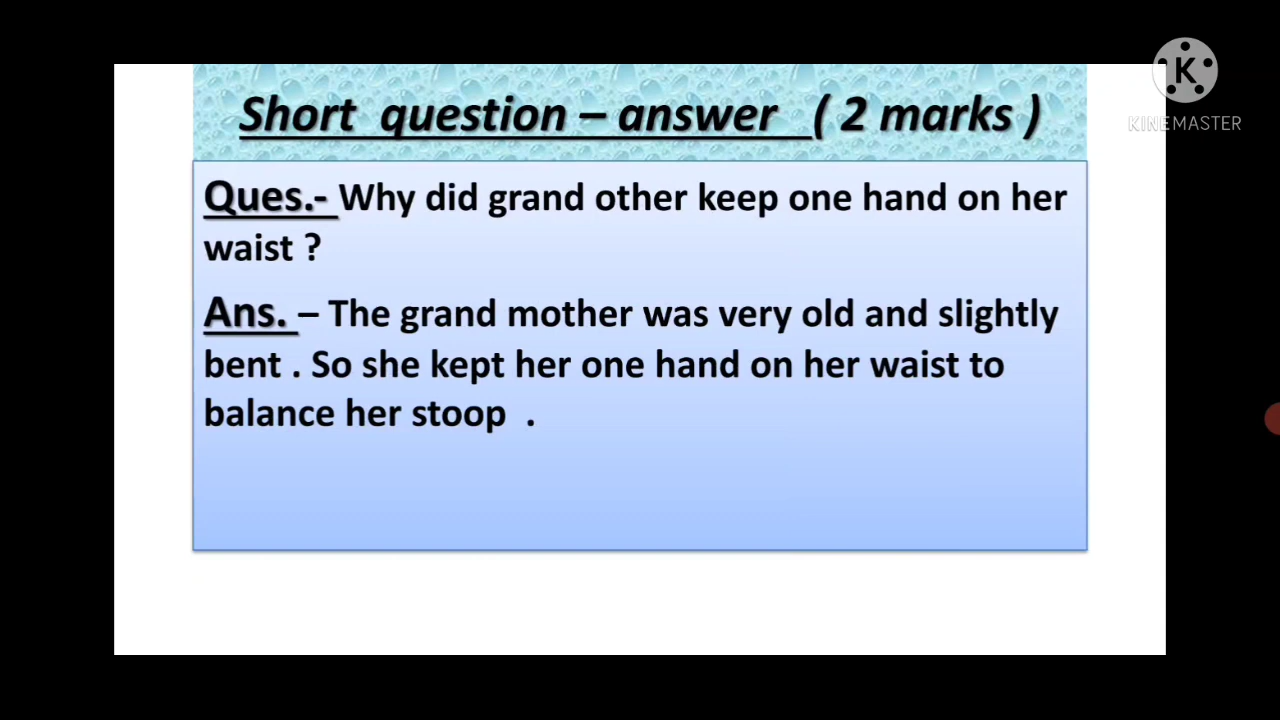 Short question – answer ( 2 marks )
K
KINEMASTER
Ques.- Why did grand other keep one hand on her
waist ?
Ans. – The grand mother was very old and slightly
bent . So she kept her one hand on her waist to
balance her stoop .